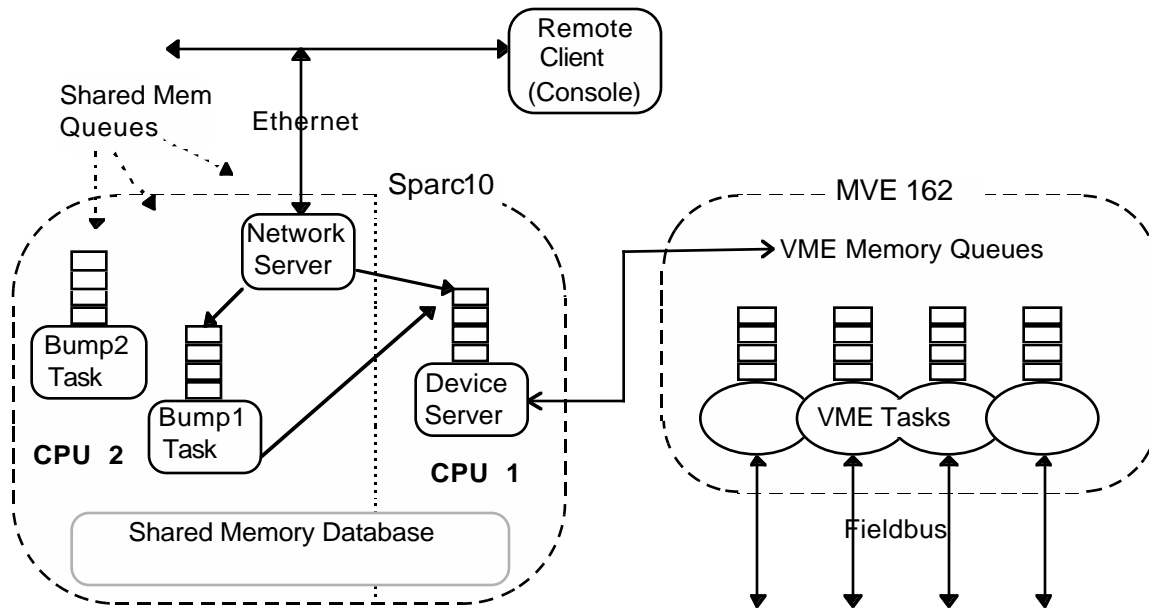 Remote
Client
(Console)
Shared Mem
Queues
Ethernet
Sparc10
MVE 162
Network
Server
VME Memory Queues
Bump2
Task
Bump1
Task
Device
Server
VME Tasks
CPU 2
CPU 1
Shared Memory Database
Fieldbus